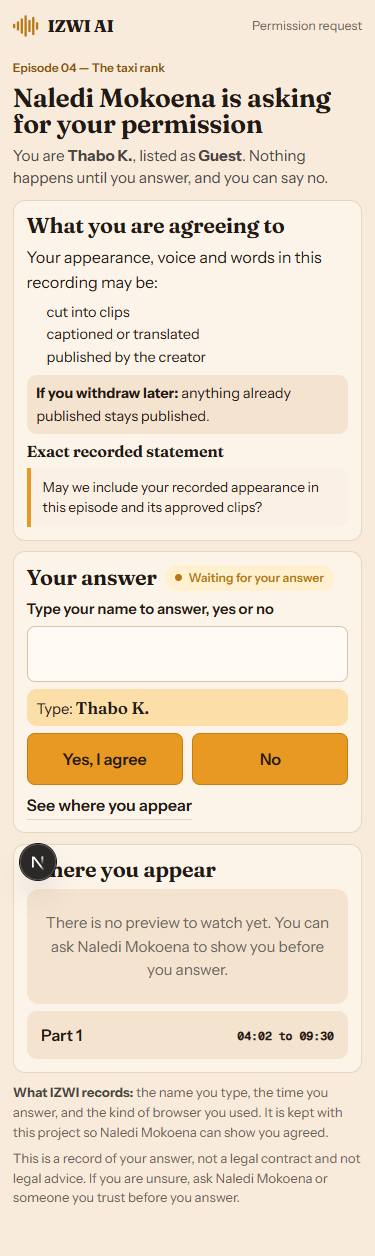 IZWI AI
Permission request
Episode 04 — The taxi rank
Naledi Mokoena is asking
for your permission
You are Thabo K., listed as Guest. Nothing
happens until you answer, and you can say no.
What you are agreeing to
Your appearance, voice and words in this
recording may be:
cut into clips
captioned or translated
published by the creator
If you withdraw later: anything already
published stays published.
Exact recorded statement
May we include your recorded appearance in
this episode and its approved clips?
Your answer
Waiting for your answer
Type your name to answer, yes or no
Type: Thabo K.
Yes, I agree
No
See where you appear
N
here you appear
There is no preview to watch yet. You can
ask Naledi Mokoena to show you before
you answer.
Part 1
04:02 to 09:30
What IZWI records: the name you type, the time you
answer, and the kind of browser you used. It is kept with
this project so Naledi Mokoena can show you agreed.
This is a record of your answer, not a legal contract and not
legal advice. If you are unsure, ask Naledi Mokoena or
someone you trust before you answer.